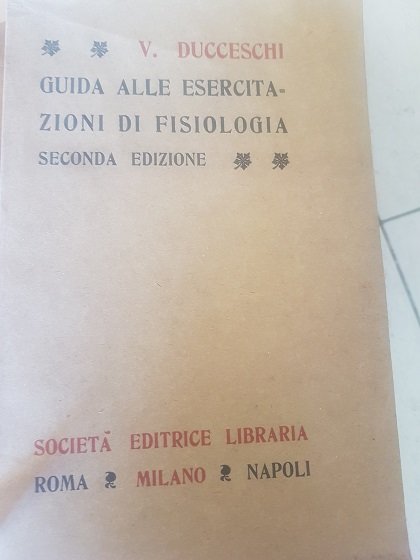 V. DUCCESCHI
GUIDA ALLE ESERCITA-
ZIONI DI FISIOLOGIA
SECONDA EDIZIONE
SOCIETÀ EDITRICE LIBRARIA
ROMA MILANO NAPOLI